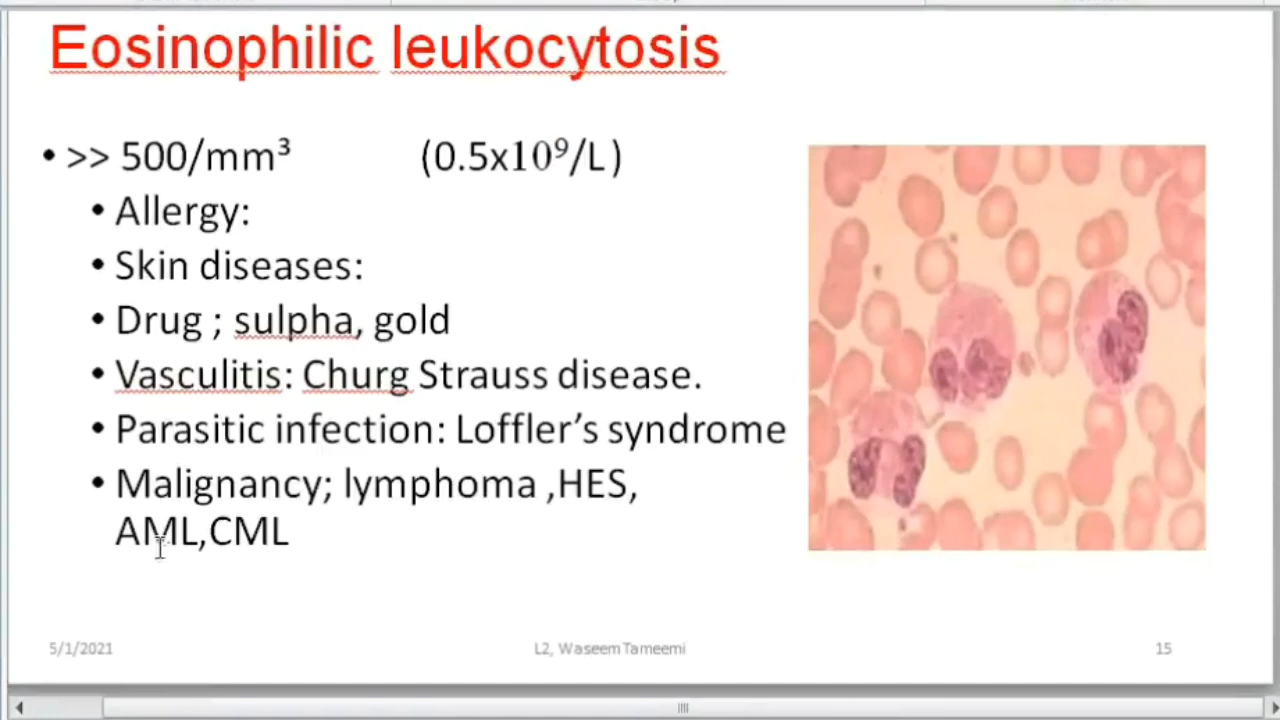 Eosinophilic leukocytosis
• >> 500/mm³ (0.5x10⁹/L)
• Allergy:
• Skin diseases:
• Drug ; sulpha, gold
• Vasculitis: Churg Strauss disease.
• Parasitic infection: Loffler’s syndrome
• Malignancy; lymphoma ,HES,
AML,CML
5/1/2021 L2, Waseem Tameemi 15